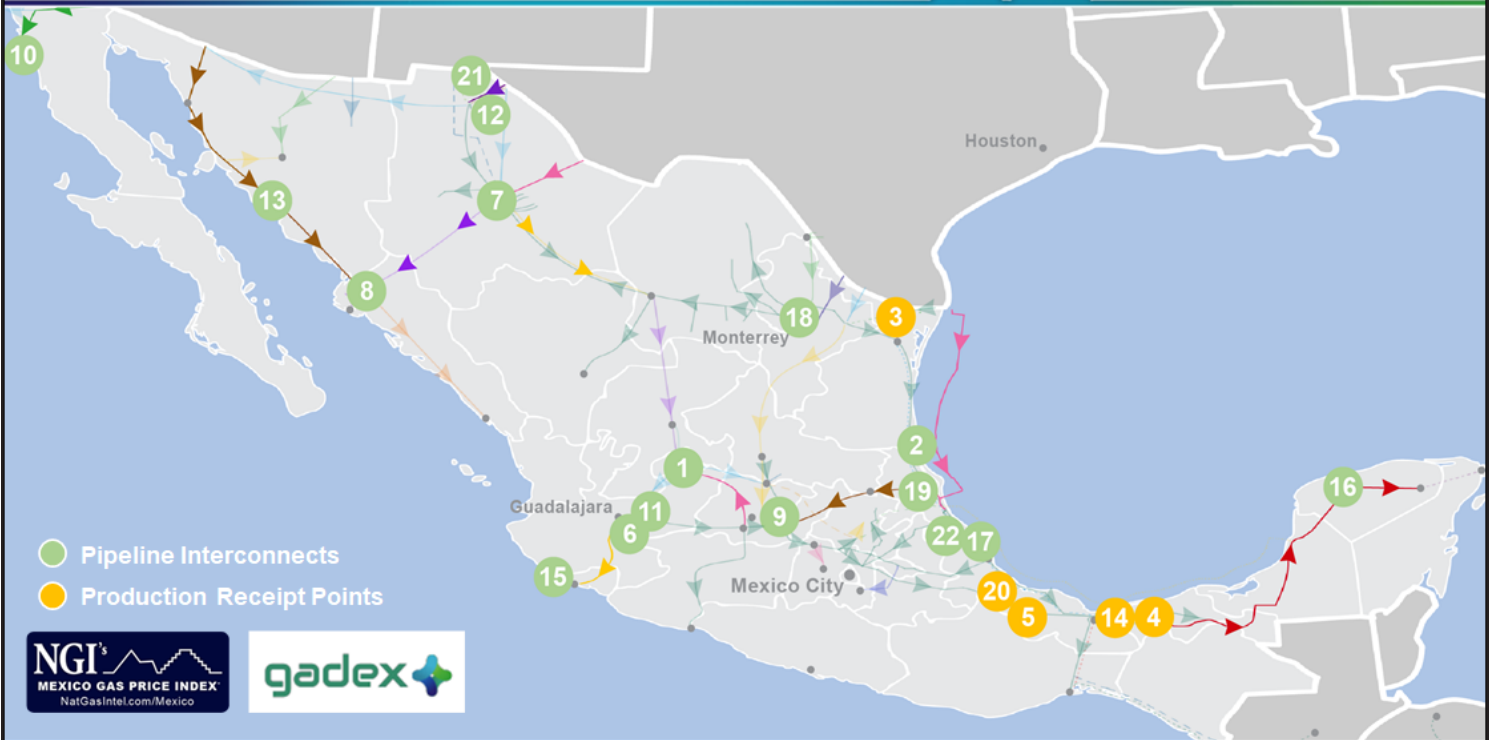 10
21
12
Houston
13
7
8
18
3
Monterrey
2
1
19
16
Guadalajara
11
9
6
22
17
Pipeline Interconnects
15
Mexico City
20
Production Receipt Points
5
14
4
NGI's
MEXICO GAS PRICE INDEX
NatGasIntel.com/Mexico
gadex